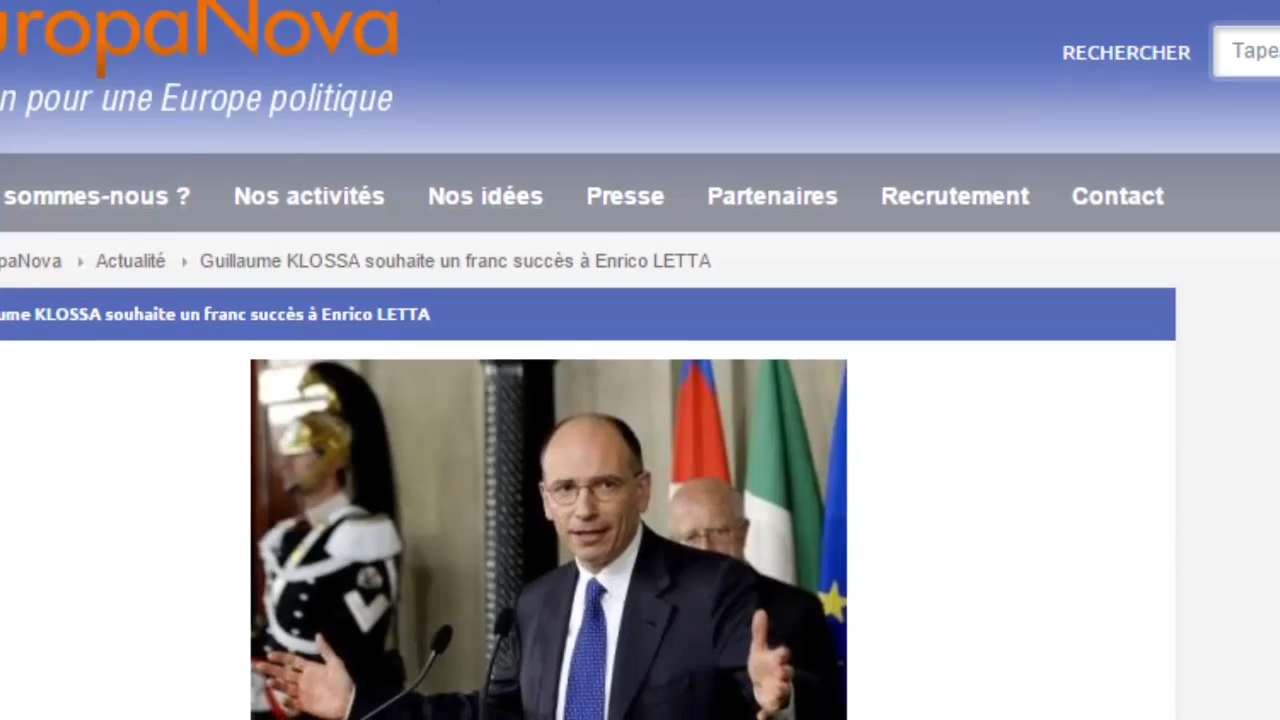 uropaNova
n pour une Europe politique
RECHERCHER
Tape
sommes-nous ? Nos activités Nos idées Presse Partenaires Recrutement Contact
paNova Actualité Guillaume KLOSSA souhaite un franc succès à Enrico LETTA
ume KLOSSA souhaite un franc succès à Enrico LETTA